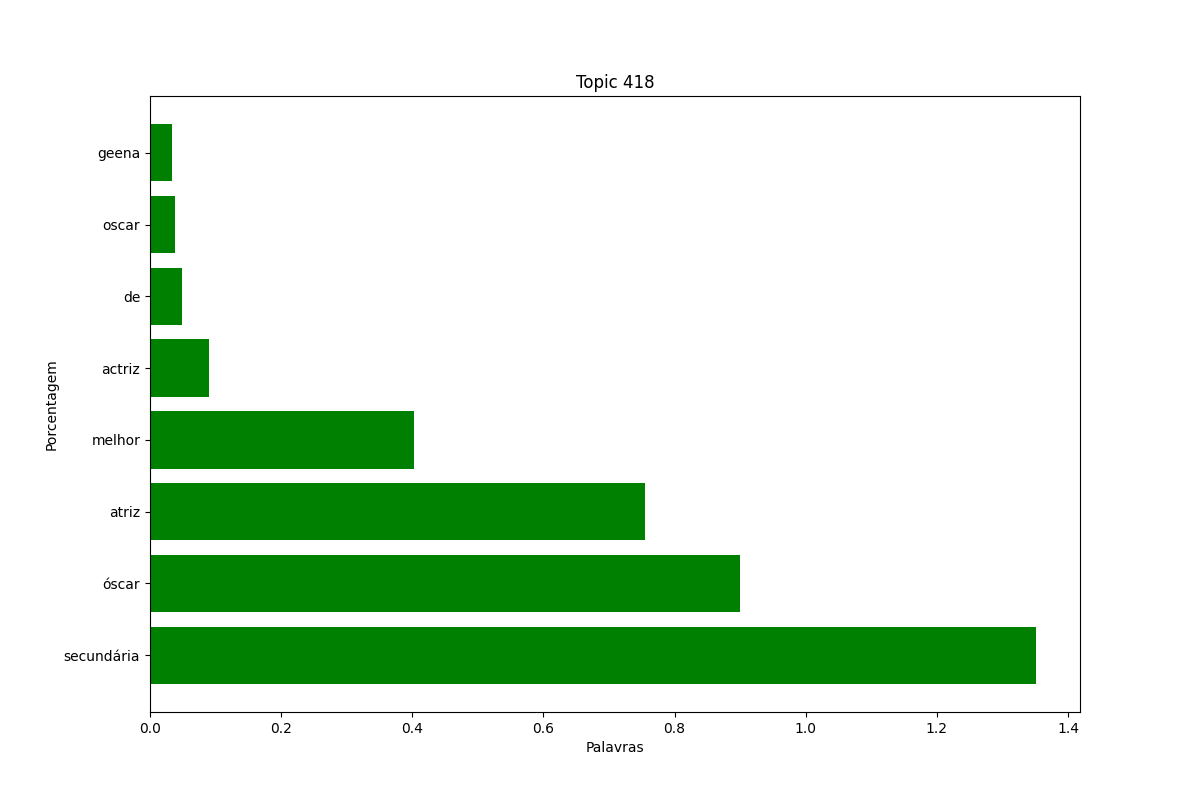 Topic 418
geena
oscar
de
actriz
melhor
atriz
óscar
secundária
Porcentagem
0.0 0.2 0.4 0.6 0.8 1.0 1.2 1.4
Palavras